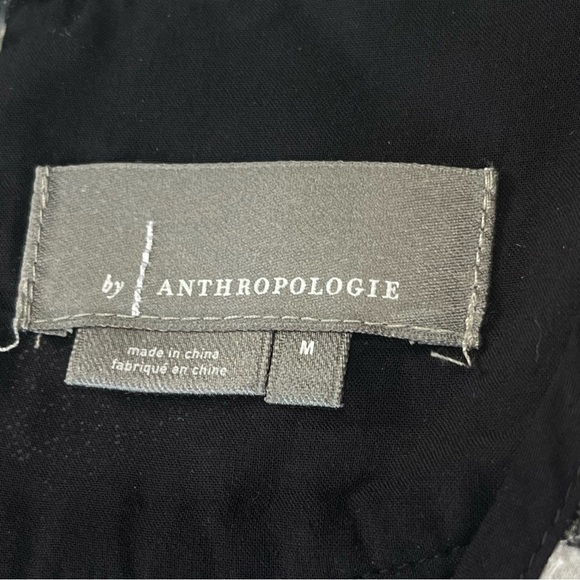 by ANTHROPOLOGIE
made in china
fabriqué en chine
M